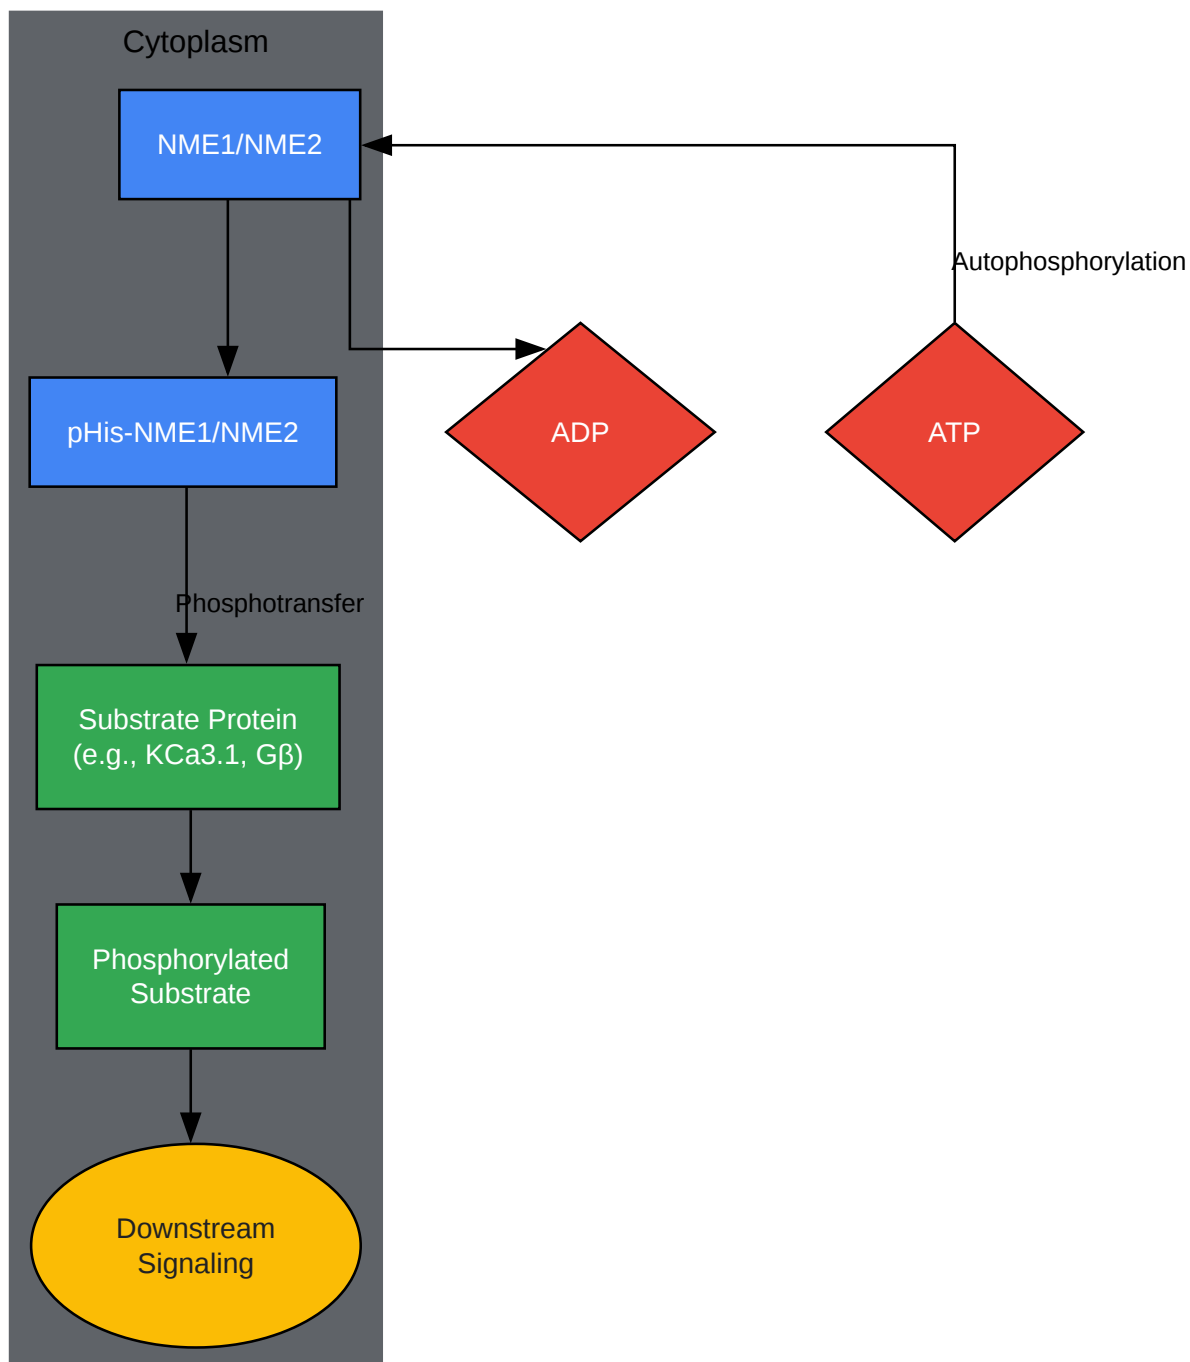 Cytoplasm
NME1/NME2
Autophosphorylation
pHis-NME1/NME2
ADP
ATP
Phosphotransfer
Substrate Protein
(e.g., KCa3.1, Gβ)
Phosphorylated
Substrate
Downstream
Signaling